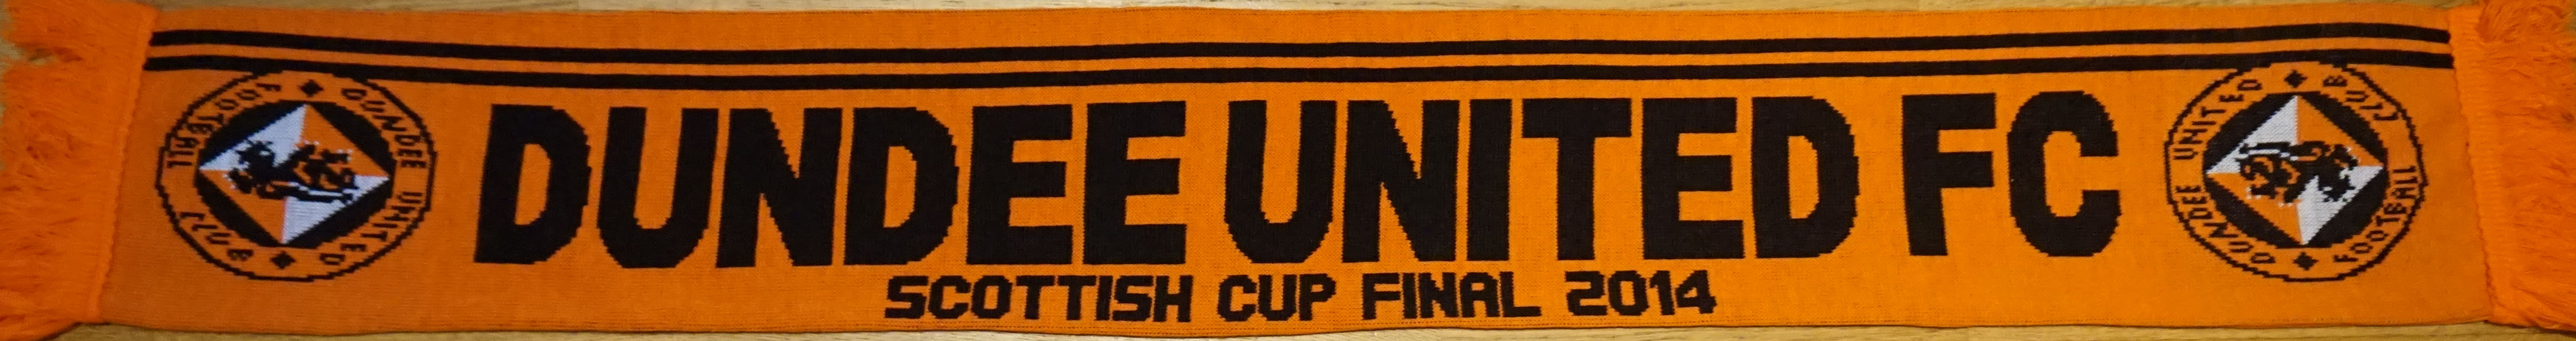 DUNDEE UNITED FC
SCOTTISH CUP FINAL 2014
DUNDEE UNITED
FOOTBALL CLUB
DUNDEE UNITED
FOOTBALL CLUB